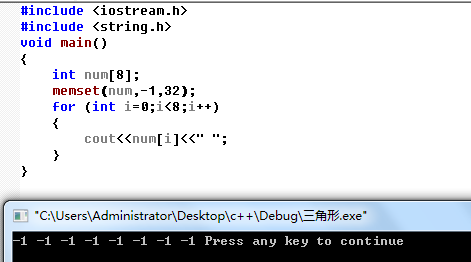 #include <iostream.h>
#include <string.h>
void main()
{
    int num[8];
    memset(num,-1,32);
    for (int i=0;i<8;i++)
    {
        cout<<num[i]<<" ";
    }
}
"C:\Users\Administrator\Desktop\c++\Debug\三角形.exe"
-1 -1 -1 -1 -1 -1 -1 -1 Press any key to continue